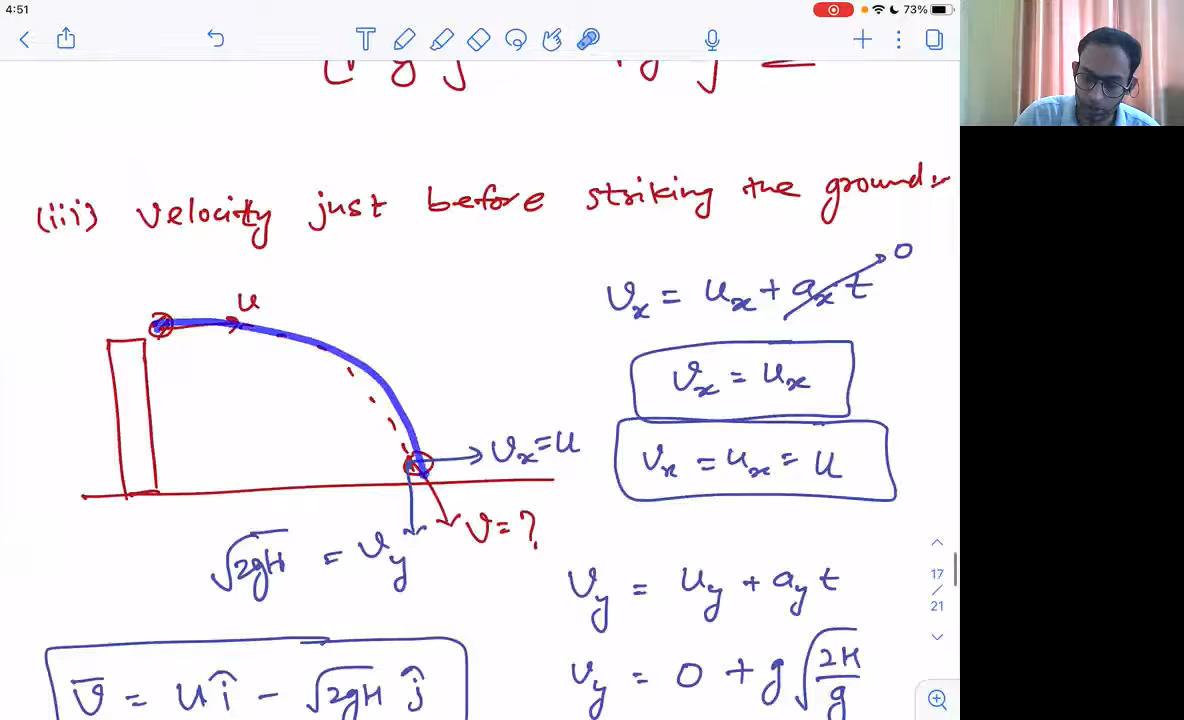 4:51
73%
(iii) Velocity just before striking the ground:
u
0
vx = ux + ax t
vx = ux
vx = ux = u
vx = u
v = ?
√2gH = vy
vy = uy + ay t
vy = 0 + g√(2H/g)
v̄ = u î − √2gH ĵ
17
/
21